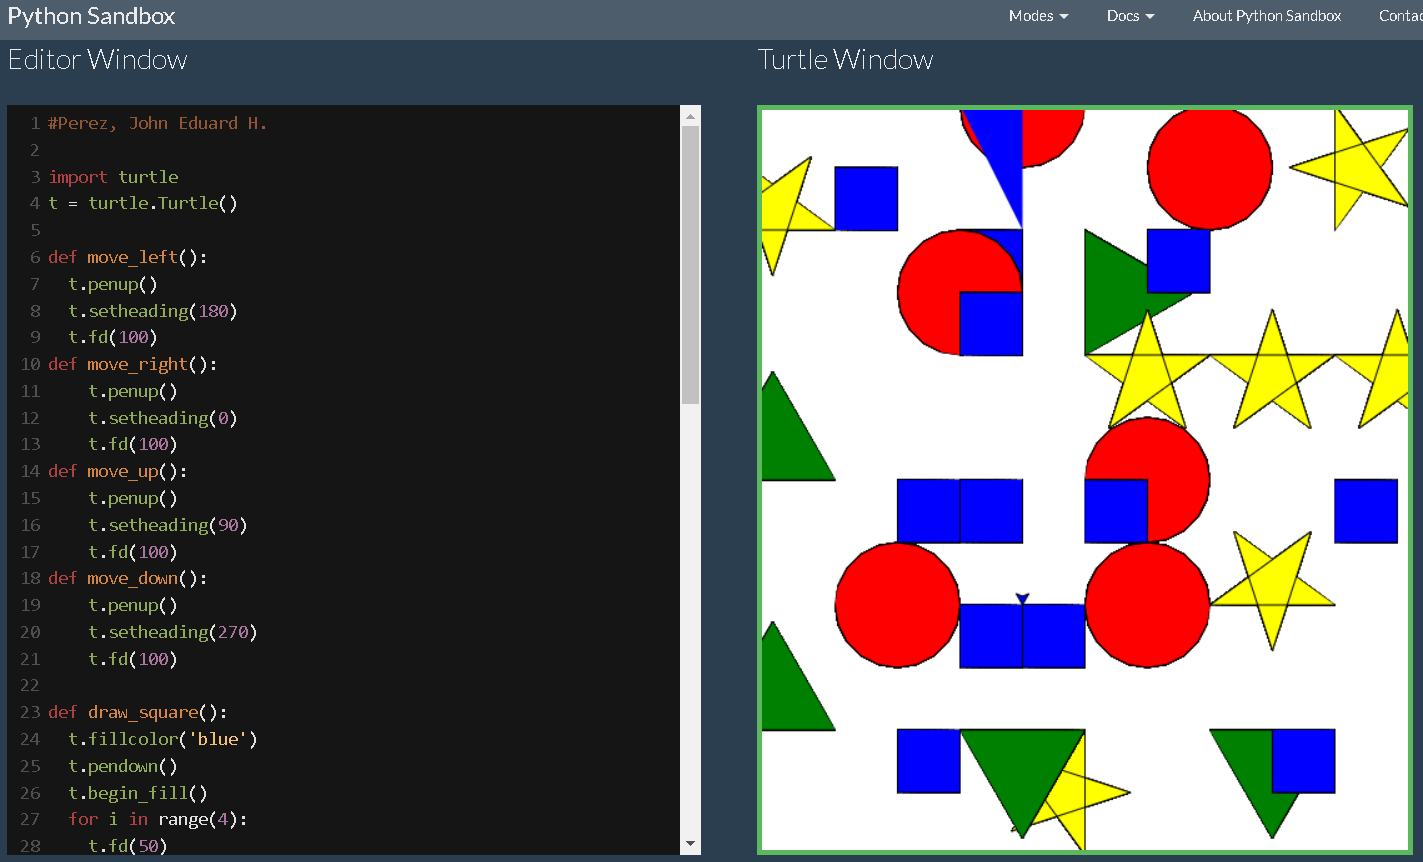 Python Sandbox
Modes Docs About Python Sandbox Contac
Editor Window
Turtle Window
1 #Perez, John Eduard H.
2
3 import turtle
4 t = turtle.Turtle()
5
6 def move_left():
7 t.penup()
8 t.setheading(180)
9 t.fd(100)
10 def move_right():
11 t.penup()
12 t.setheading(0)
13 t.fd(100)
14 def move_up():
15 t.penup()
16 t.setheading(90)
17 t.fd(100)
18 def move_down():
19 t.penup()
20 t.setheading(270)
21 t.fd(100)
22
23 def draw_square():
24 t.fillcolor('blue')
25 t.pendown()
26 t.begin_fill()
27 for i in range(4):
28 t.fd(50)